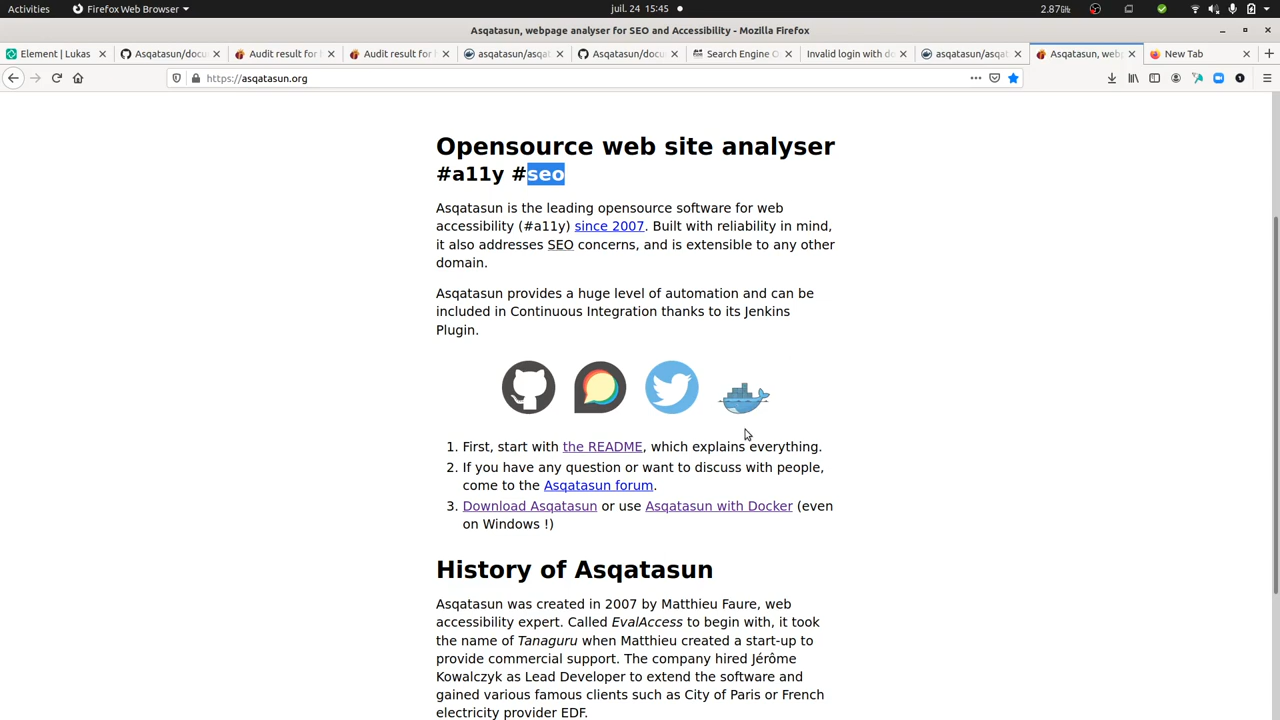 Activities
Firefox Web Browser
juil. 24 15:45
2.87
Asqatasun, webpage analyser for SEO and Accessibility - Mozilla Firefox
Element | Lukas
Asqatasun/docu
Audit result for
Audit result for
asqatasun/asqat
Asqatasun/docu
Search Engine O
Invalid login with do
asqatasun/asqat
Asqatasun, web
New Tab
https://asqatasun.org
Opensource web site analyser
#a11y #seo
Asqatasun is the leading opensource software for web
accessibility (#a11y) since 2007. Built with reliability in mind,
it also addresses SEO concerns, and is extensible to any other
domain.
Asqatasun provides a huge level of automation and can be
included in Continuous Integration thanks to its Jenkins
Plugin.
1. First, start with the README, which explains everything.
2. If you have any question or want to discuss with people,
come to the Asqatasun forum.
3. Download Asqatasun or use Asqatasun with Docker (even
on Windows !)
History of Asqatasun
Asqatasun was created in 2007 by Matthieu Faure, web
accessibility expert. Called EvalAccess to begin with, it took
the name of Tanaguru when Matthieu created a start-up to
provide commercial support. The company hired Jérôme
Kowalczyk as Lead Developer to extend the software and
gained various famous clients such as City of Paris or French
electricity provider EDF.